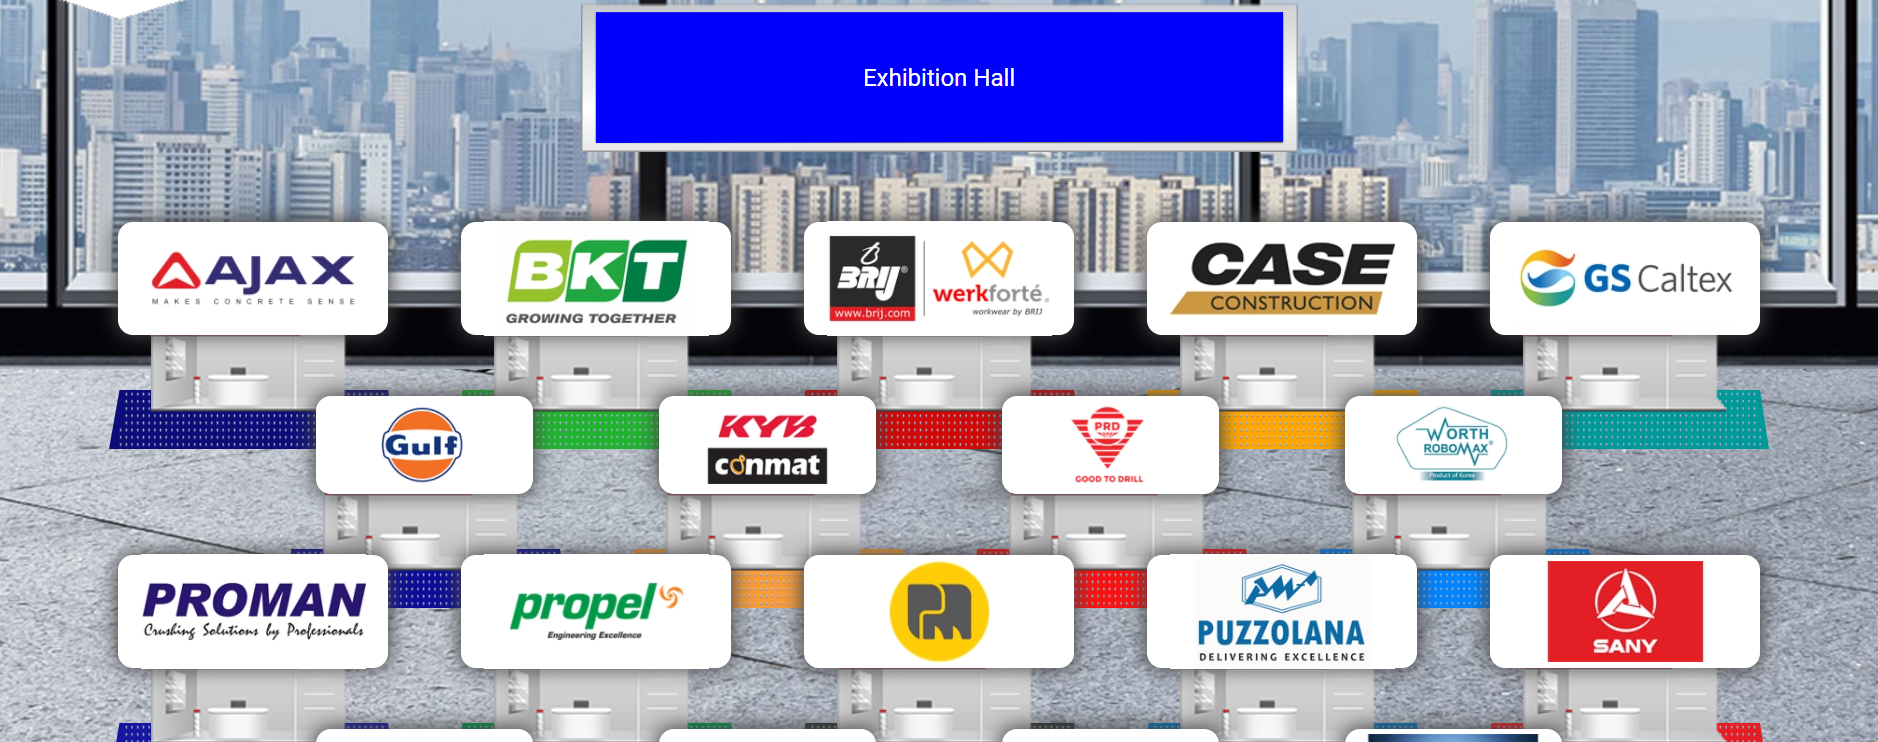 Exhibition Hall
AJAX
MAKES CONCRETE SENSE
BKT
GROWING TOGETHER
BRIJ®
www.brij.com
werkforté®
workwear by BRIJ
CASE
CONSTRUCTION
GS Caltex
Gulf
KYB
conmat
PRD
GOOD TO DRILL
WORTH
ROBOMAX
Product of Korea
PROMAN
Crushing Solutions by Professionals
propel
Engineering Excellence
PUZZOLANA
DELIVERING EXCELLENCE
SANY